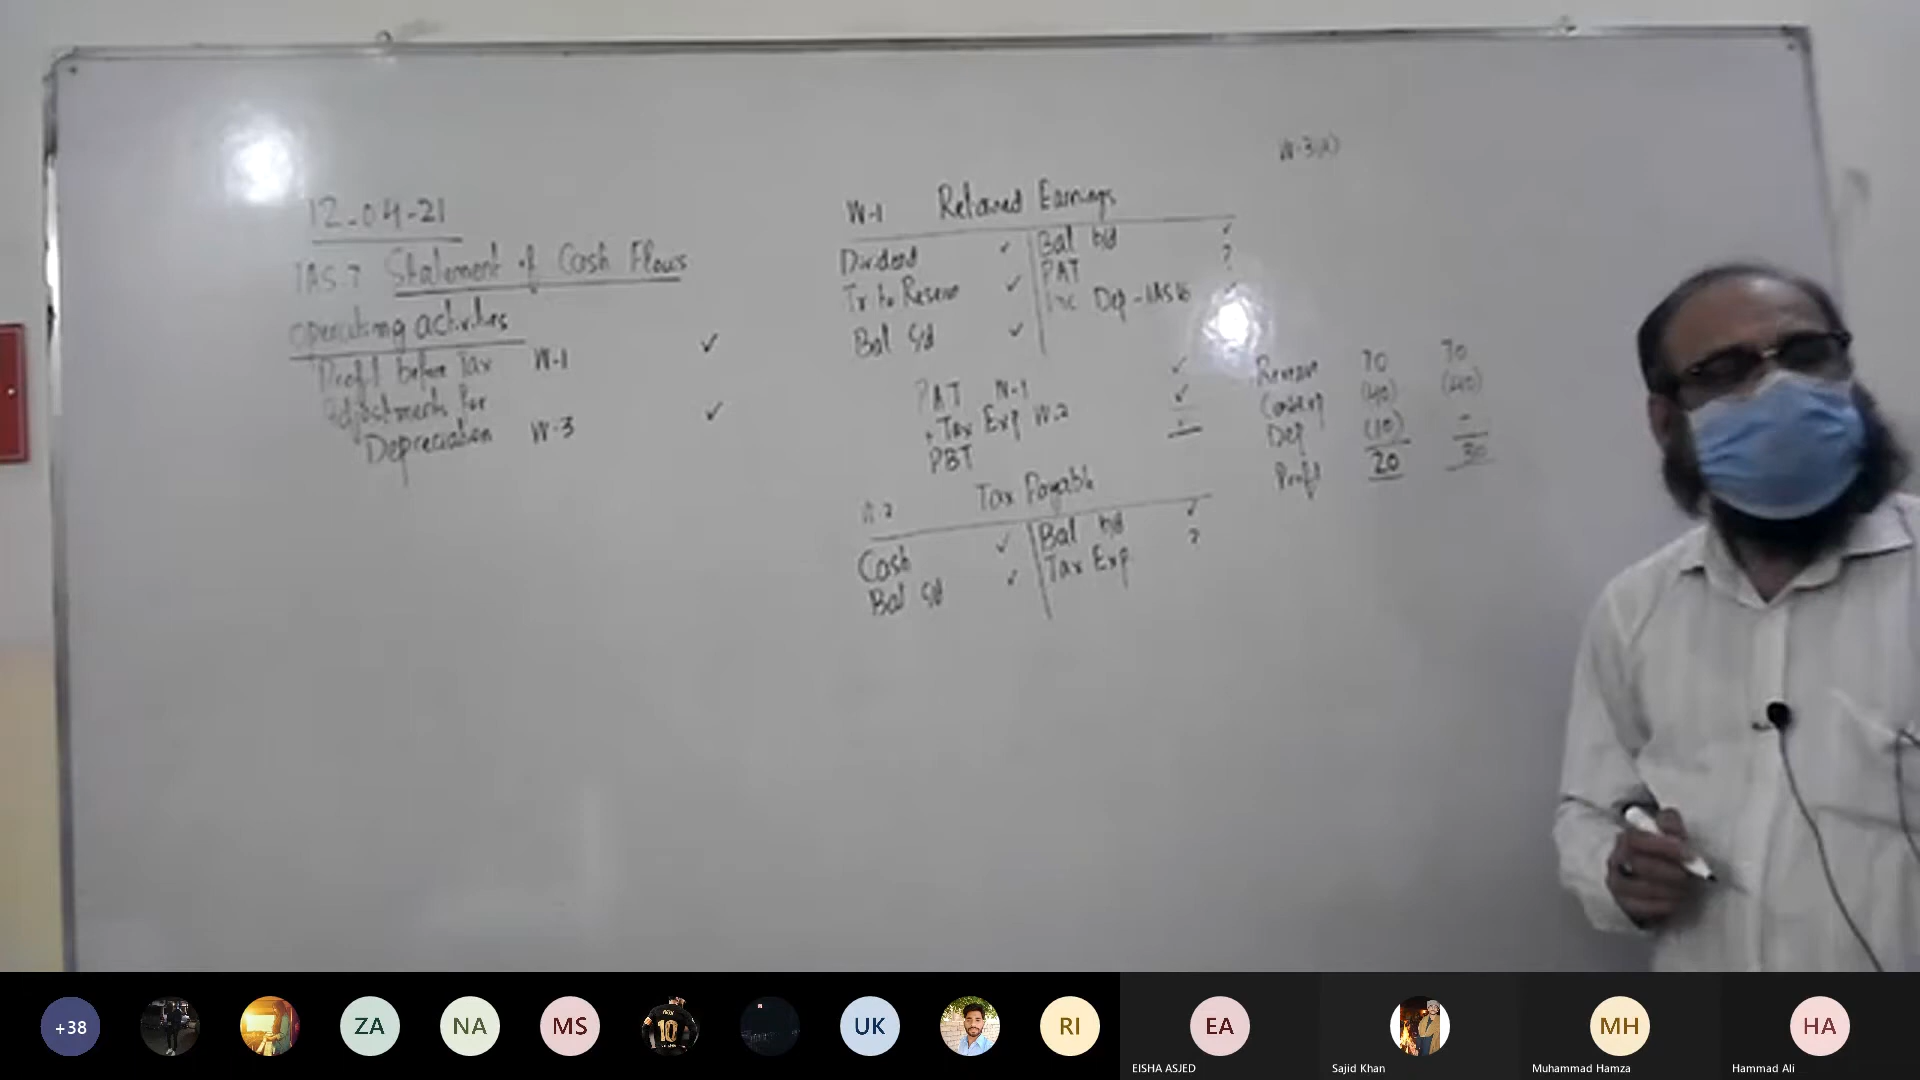 12-04-21
IAS 7 Statement of Cash Flows
Operating activities
Profit before Tax W-1 ✓
Adjustments for
Depreciation W-3 ✓
W-1 Retained Earnings
Dividend ✓ Bal b/d ✓
Tr to Reserve ✓ PAT ?
Bal c/d ✓ Inc Dep - IAS 16
PAT W-1 ✓
+ Tax Exp W-2 ✓
PBT
W-2 Tax Payable
Cash ✓ Bal b/d ✓
Bal c/d ✓ Tax Exp ?
W-3(A)
70 70
(40) (40)
Dep (10) -
Profit 20 30
+38
ZA
NA
MS
10
UK
RI
EA
MH
HA
EISHA ASJED
Sajid Khan
Muhammad Hamza
Hammad Ali